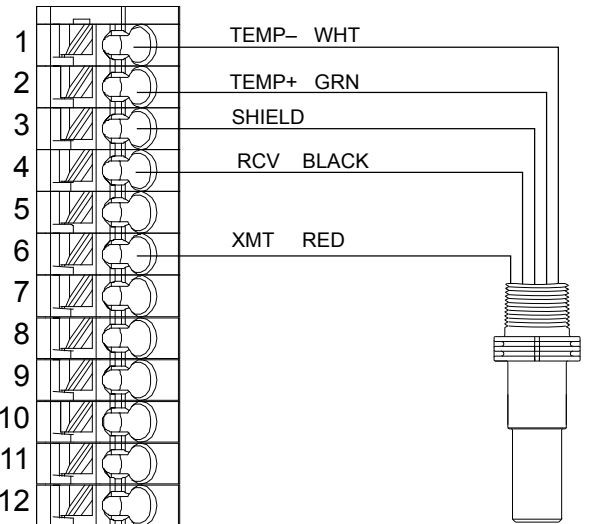 1 TEMP– WHT
2 TEMP+ GRN
3 SHIELD
4 RCV BLACK
5
6 XMT RED
7
8
9
10
11
12